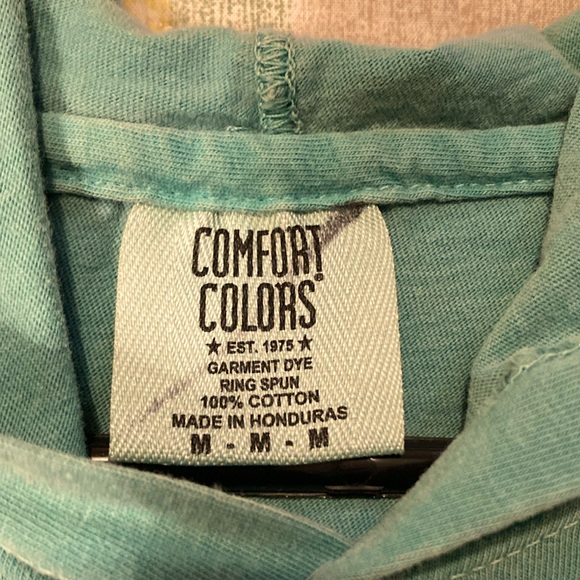 COMFORT
COLORS®
★ EST. 1975 ★
GARMENT DYE
RING SPUN
100% COTTON
MADE IN HONDURAS
M - M - M